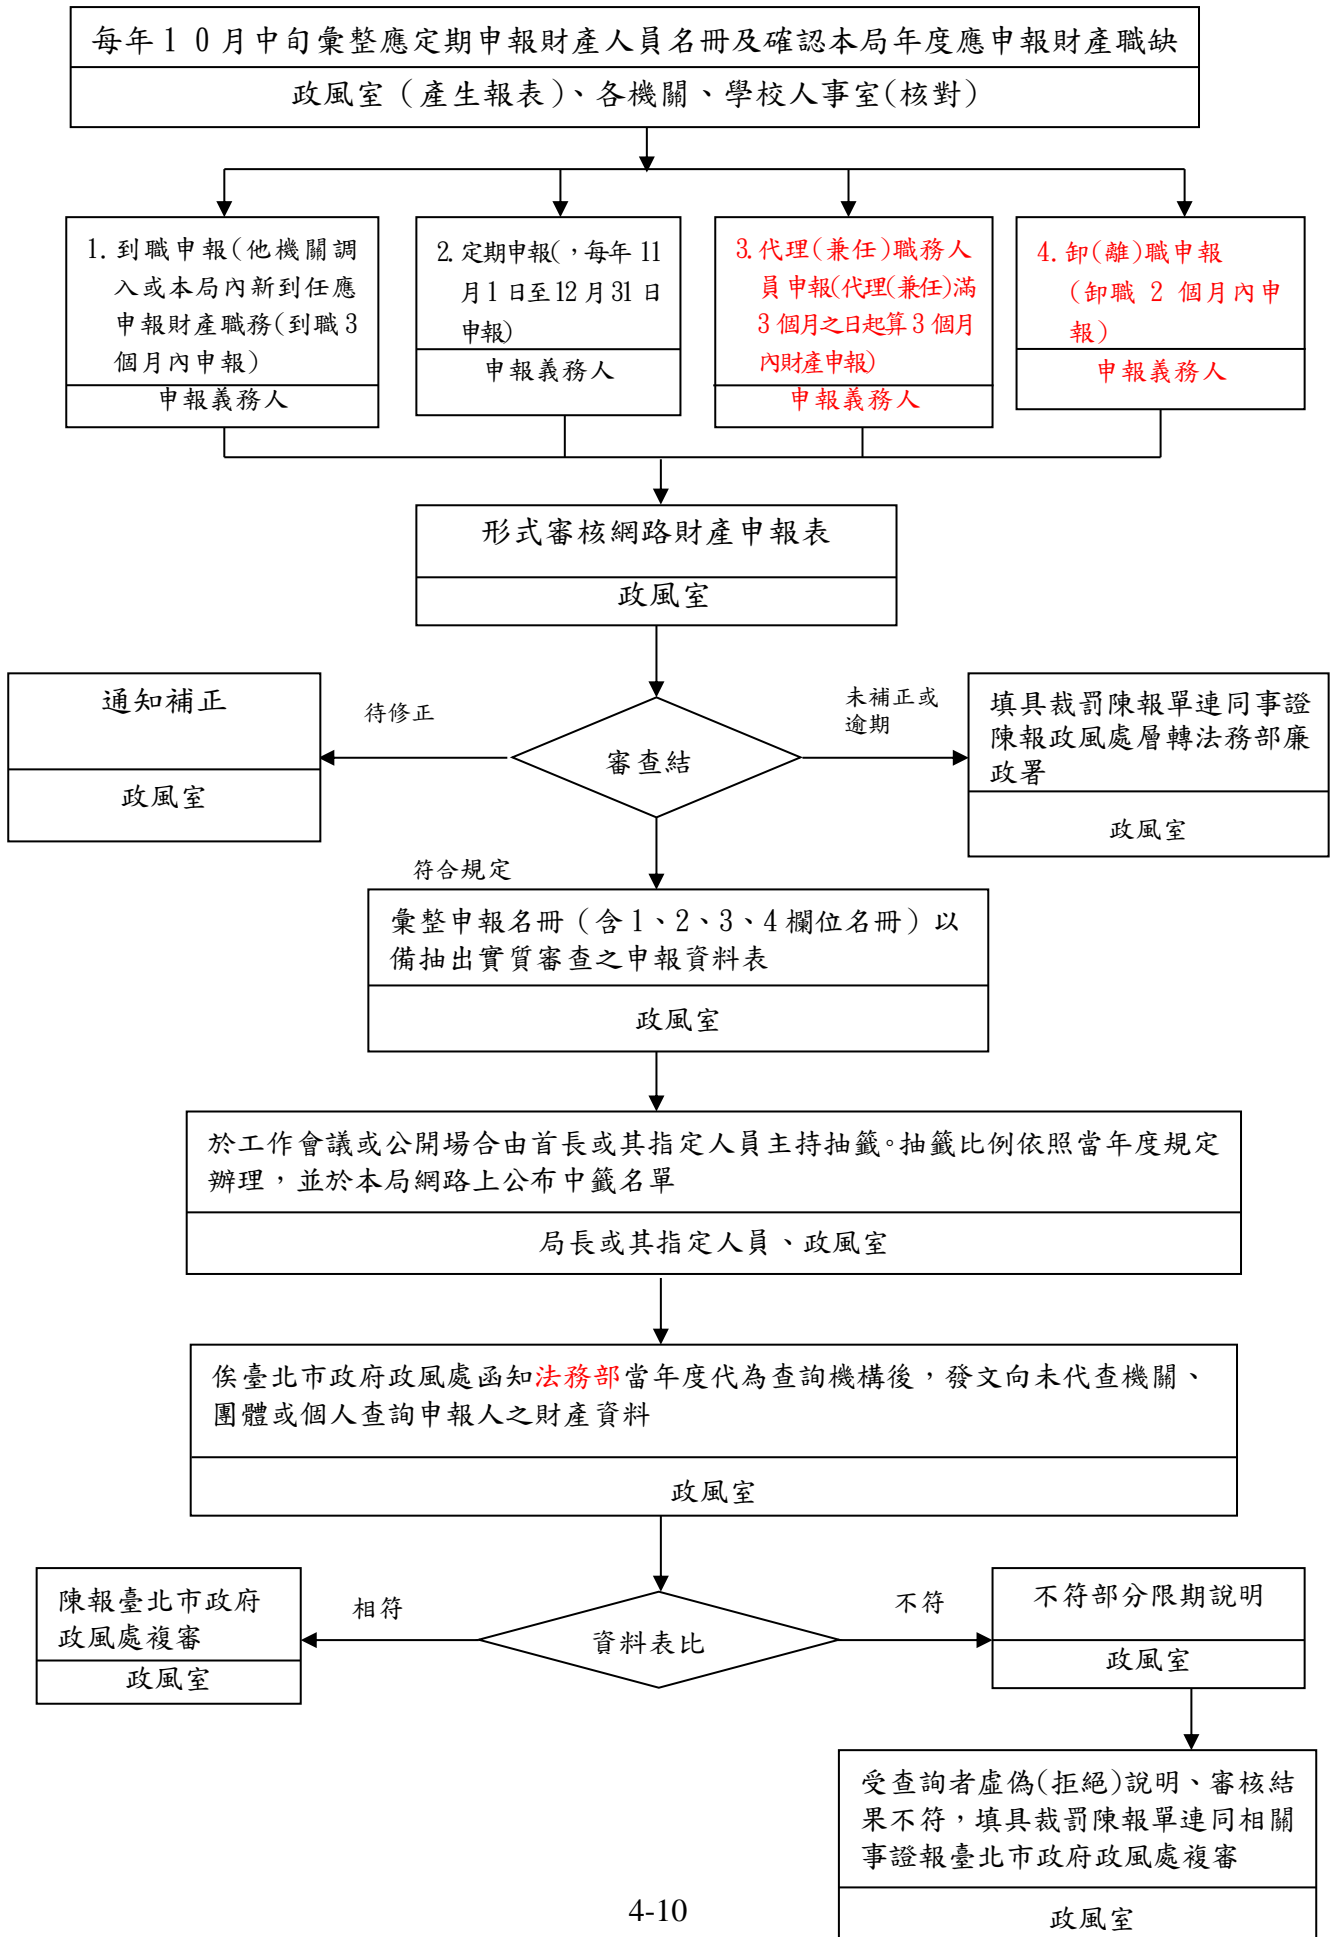 每年10月中旬彙整應定期申報財產人員名冊及確認本局年度應申報財產職缺
政風室（產生報表）、各機關、學校人事室(核對）
1.到職申報(他機關調
入或本局內新到任應
申報財產職務(到職3
個月內申報）
申報義務人
2.定期申報(，每年11
月1日至12月31日
申報)
申報義務人
3.代理(兼任)職務人
員申報(代理(兼任)滿
3個月之日起算3個月
內財產申報)
申報義務人
4.卸(離)職申報
(卸職 2 個月內申
報）
申報義務人
形式審核網路財產申報表
政風室
通知補正
政風室
待修正
審查結
未補正或
逾期
填具裁罰陳報單連同事證
陳報政風處層轉法務部廉
政署
政風室
符合規定
彙整申報名冊（含1、2、3、4欄位名冊）以
備抽出實質審查之申報資料表
政風室
於工作會議或公開場合由首長或其指定人員主持抽籤。抽籤比例依照當年度規定
辦理，並於本局網路上公布中籤名單
局長或其指定人員、政風室
俟臺北市政府政風處函知法務部當年度代為查詢機構後，發文向未代查機關、
團體或個人查詢申報人之財產資料
政風室
陳報臺北市政府
政風處複審
政風室
相符
資料表比
不符
不符部分限期說明
政風室
受查詢者虛偽(拒絕)說明、審核結
果不符，填具裁罰陳報單連同相關
事證報臺北市政府政風處複審
政風室
4-10